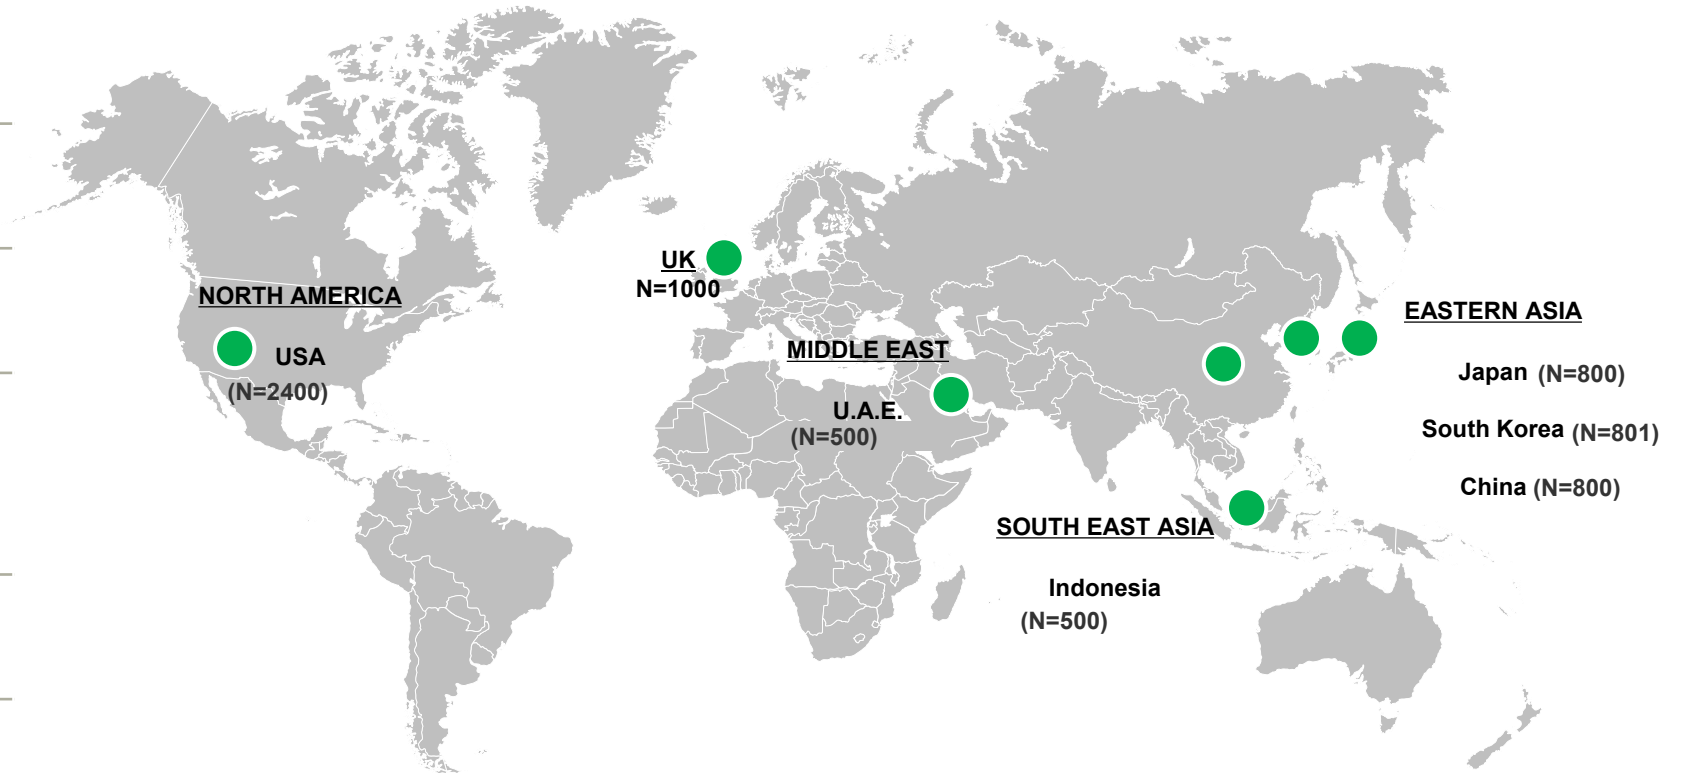 NORTH AMERICA
USA
(N=2400)
UK
N=1000
MIDDLE EAST
U.A.E.
(N=500)
EASTERN ASIA
Japan (N=800)
South Korea (N=801)
China (N=800)
SOUTH EAST ASIA
Indonesia
(N=500)